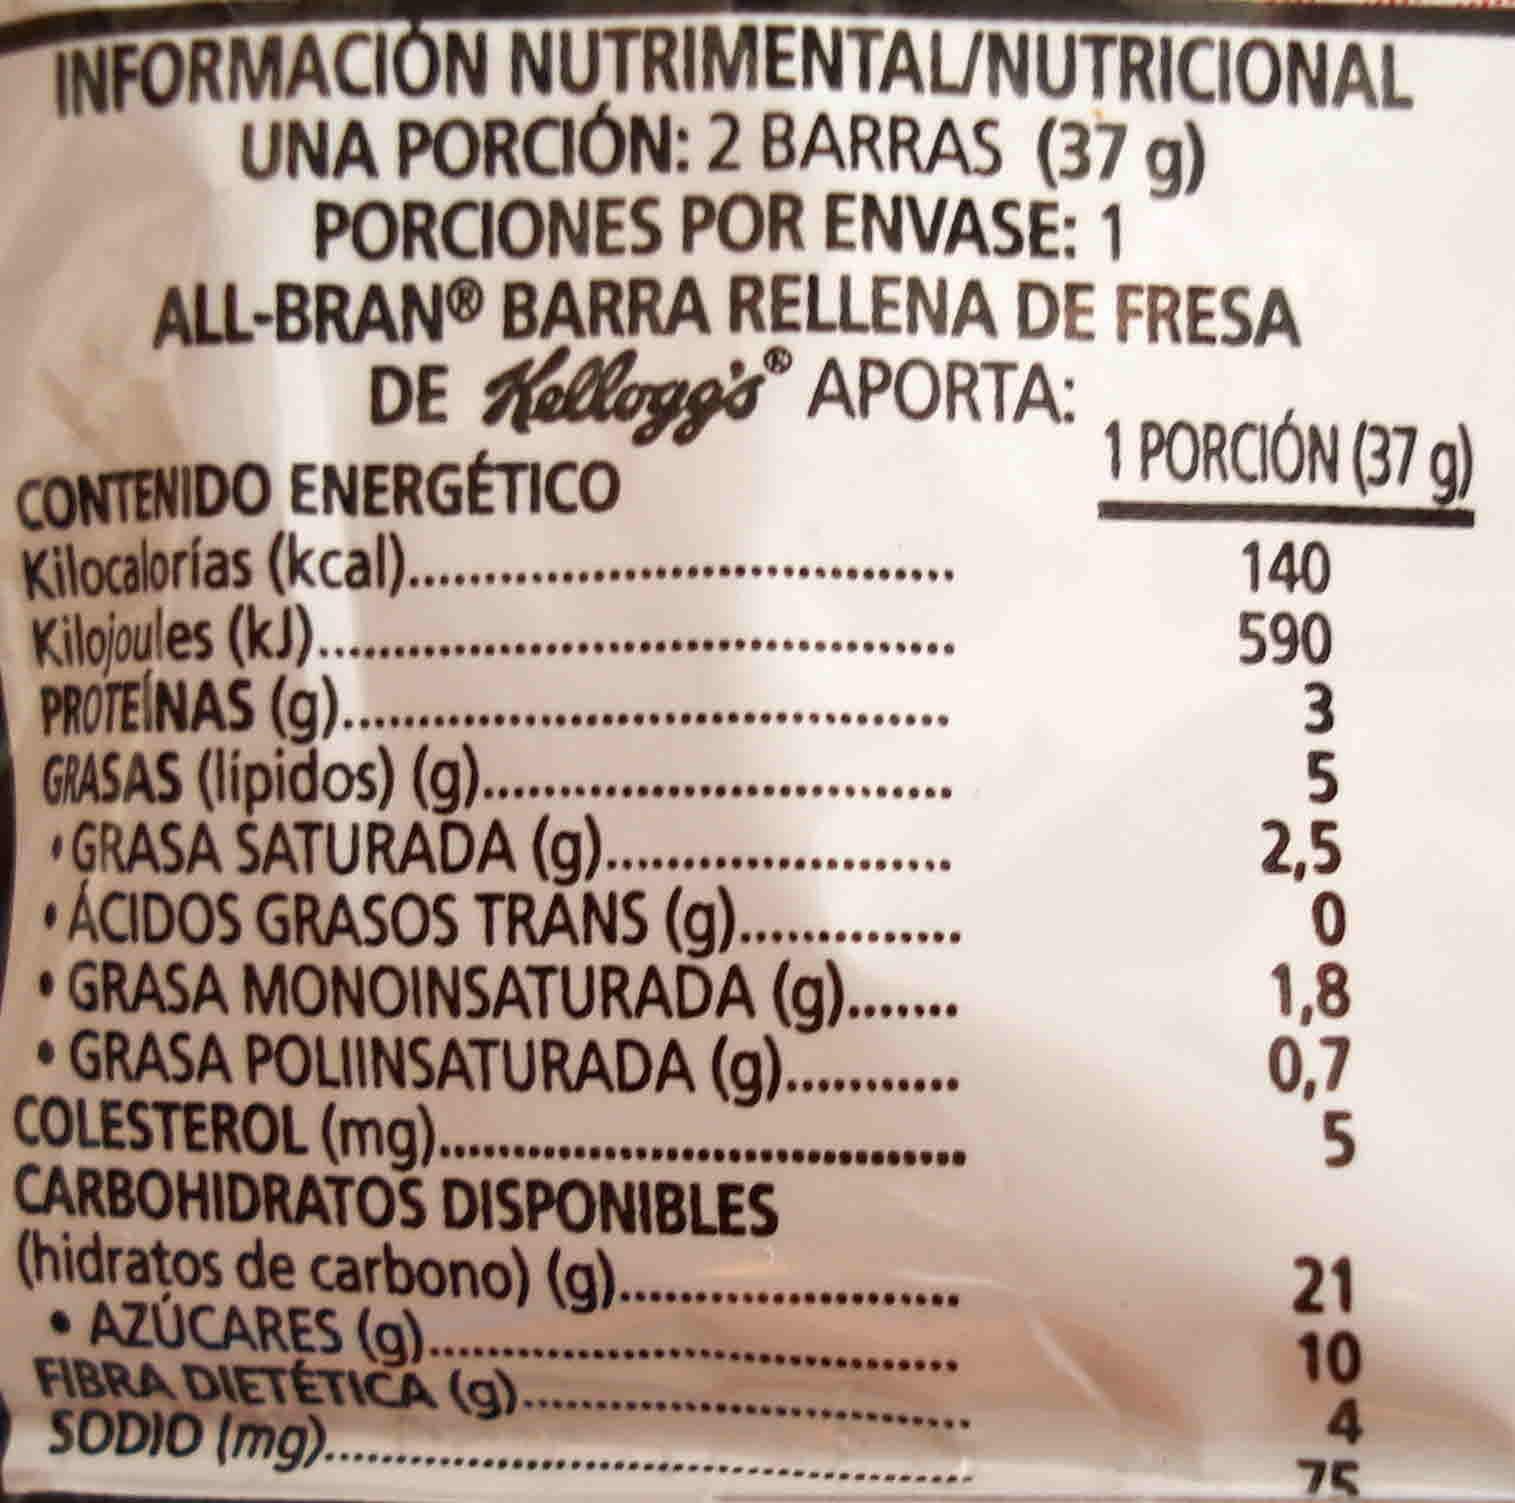 INFORMACIÓN NUTRIMENTAL/NUTRICIONAL
UNA PORCIÓN: 2 BARRAS (37 g)
PORCIONES POR ENVASE: 1
ALL-BRAN® BARRA RELLENA DE FRESA
DE Kellogg's® APORTA:
1 PORCIÓN (37 g)
CONTENIDO ENERGÉTICO
Kilocalorías (kcal)........ 140
Kilojoules (kJ)........ 590
PROTEÍNAS (g)........ 3
GRASAS (lípidos) (g)........ 5
• GRASA SATURADA (g)........ 2,5
• ÁCIDOS GRASOS TRANS (g)........ 0
• GRASA MONOINSATURADA (g)....... 1,8
• GRASA POLIINSATURADA (g)........ 0,7
COLESTEROL (mg)........ 5
CARBOHIDRATOS DISPONIBLES
(hidratos de carbono) (g)........ 21
• AZÚCARES (g)........ 10
FIBRA DIETÉTICA (g)........ 4
SODIO (mg)........ 75